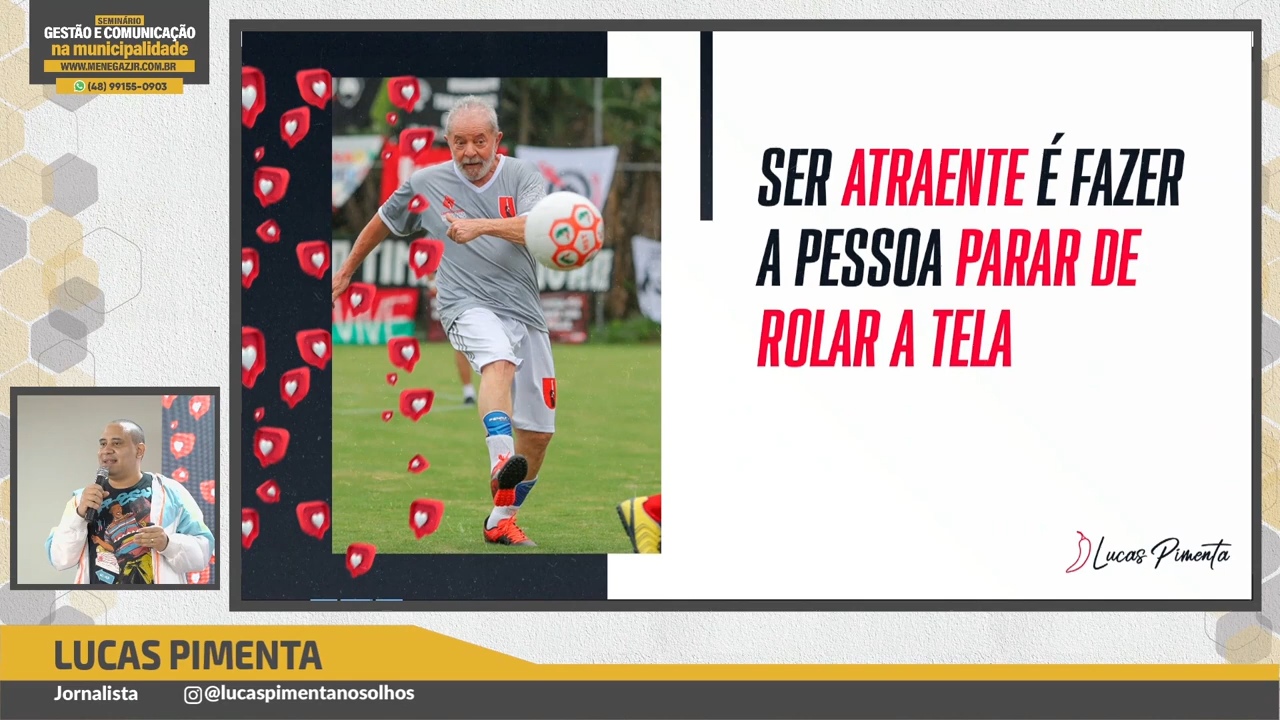 SEMINÁRIO
GESTÃO E COMUNICAÇÃO
na municipalidade
WWW.MENEGAZJR.COM.BR
(48) 99155-0903
SER ATRAENTE É FAZER
A PESSOA PARAR DE
ROLAR A TELA
Lucas Pimenta
LUCAS PIMENTA
Jornalista
@lucaspimentanosolhos